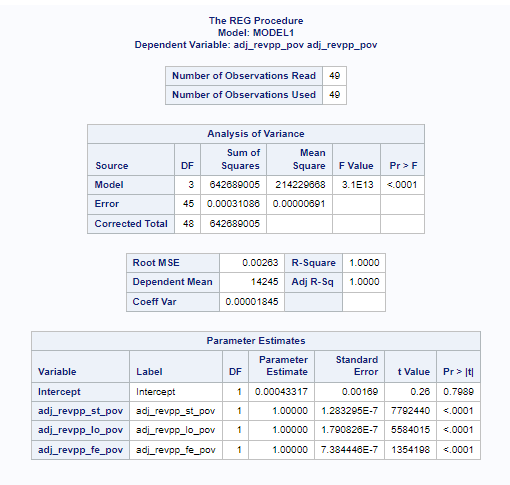 The REG Procedure
Model: MODEL1
Dependent Variable: adj_revpp_pov adj_revpp_pov
Number of Observations Read 49
Number of Observations Used 49
Analysis of Variance
Source DF Sum of Squares Mean Square F Value Pr > F
Model 3 642689005 214229668 3.1E13 <.0001
Error 45 0.00031086 0.00000691
Corrected Total 48 642689005
Root MSE 0.00263 R-Square 1.0000
Dependent Mean 14245 Adj R-Sq 1.0000
Coeff Var 0.00001845
Parameter Estimates
Variable Label DF Parameter Estimate Standard Error t Value Pr > |t|
Intercept Intercept 1 0.00043317 0.00169 0.26 0.7989
adj_revpp_st_pov adj_revpp_st_pov 1 1.00000 1.283295E-7 7792440 <.0001
adj_revpp_lo_pov adj_revpp_lo_pov 1 1.00000 1.790826E-7 5584015 <.0001
adj_revpp_fe_pov adj_revpp_fe_pov 1 1.00000 7.384446E-7 1354198 <.0001